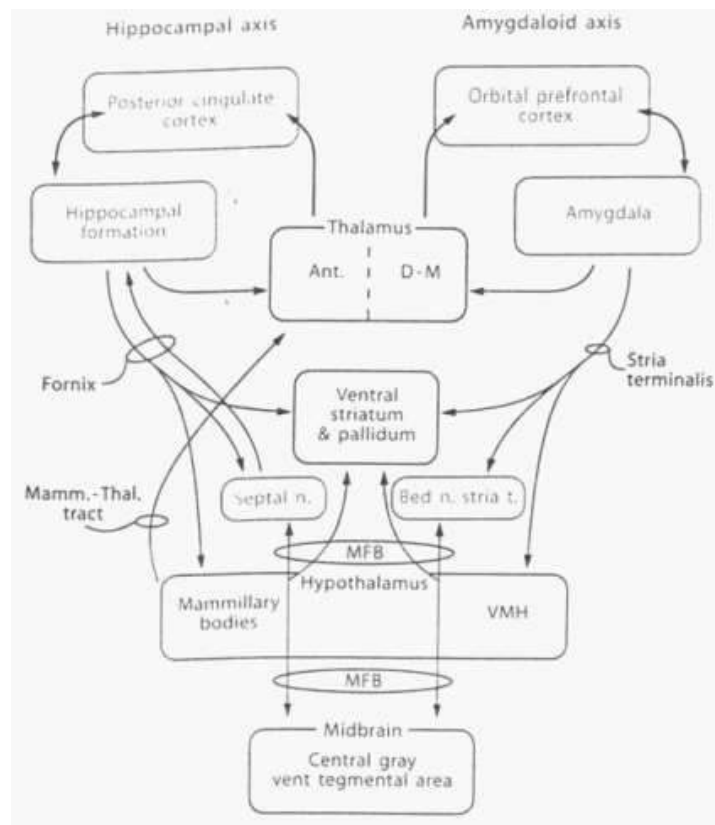 Hippocampal axis
Amygdaloid axis
Posterior cingulate
cortex
Orbital prefrontal
cortex
Hippocampal
formation
Amygdala
Thalamus
Ant.
D-M
Fornix
Stria
terminalis
Ventral
striatum
& pallidum
Mamm.-Thal.
tract
Septal n.
Bed n. stria t.
MFB
Hypothalamus
Mammillary
bodies
VMH
MFB
Midbrain
Central gray
vent tegmental area